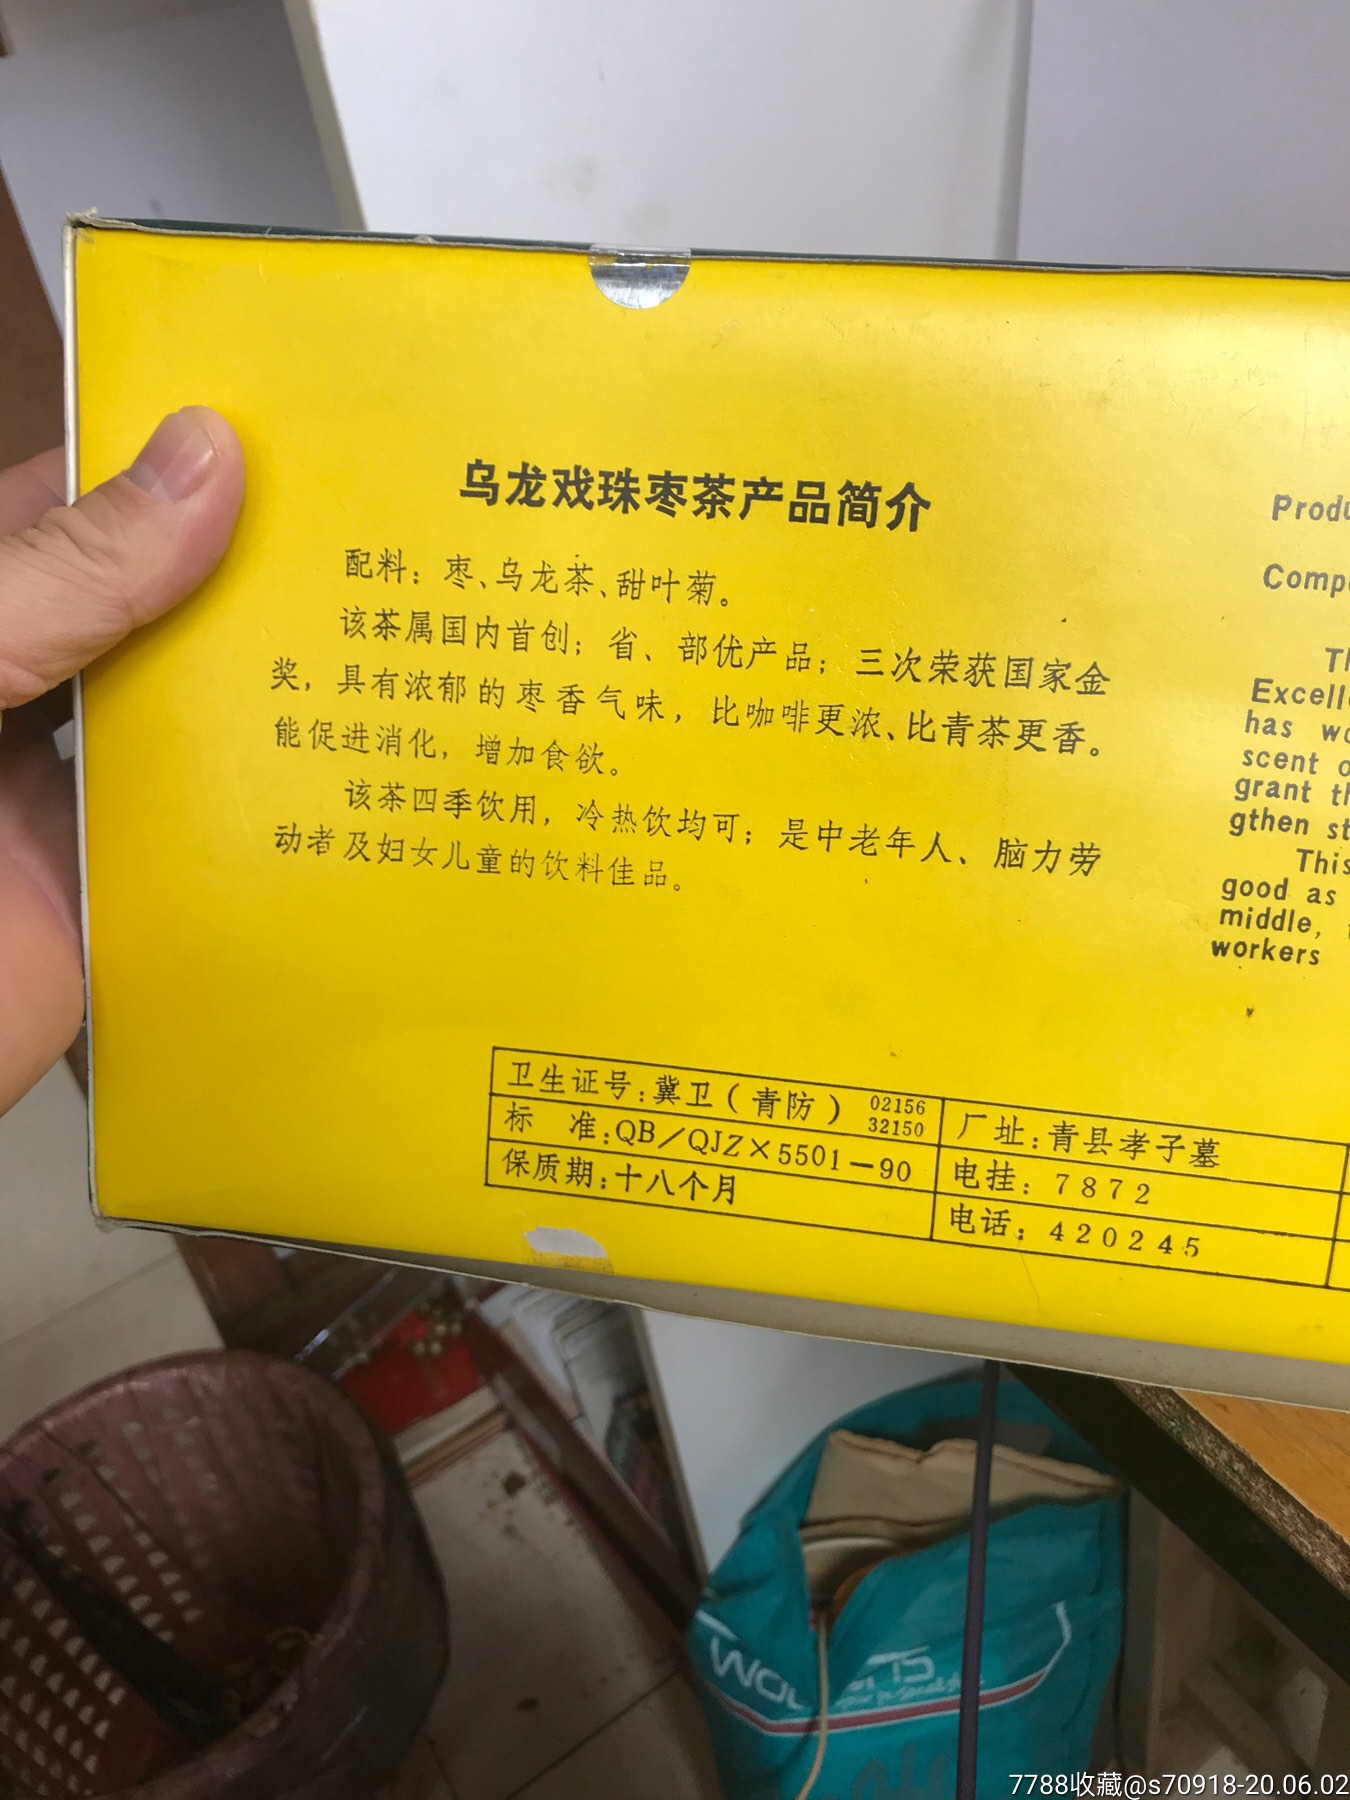 乌龙戏珠枣茶产品简介
配料：枣、乌龙茶、甜叶菊。
该茶属国内首创；省、部优产品；三次荣获国家金
奖，具有浓郁的枣香气味，比咖啡更浓、比青茶更香。
能促进消化，增加食欲。
该茶四季饮用，冷热饮均可；是中老年人、脑力劳
动者及妇女儿童的饮料佳品。
Produ
Comp
Th
Excelle
has wo
scent o
grant th
gthen st
This
good as
middle,
workers
卫生证号：冀卫（青防）02156
32150
标 准：QB／QJZ×5501－90
保质期：十八个月
厂址：青县孝子墓
电挂：7872
电话：420245
7788收藏@s70918-20.06.02